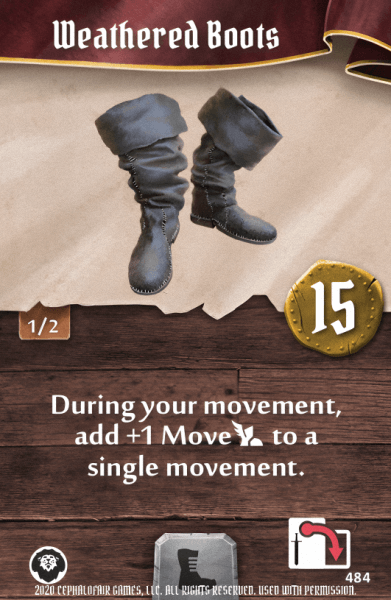 Weathered Boots
15
1/2
During your movement,
add +1 Move to a
single movement.
484
2020 CEPHALOFAIR GAMES, LLC. ALL RIGHTS RESERVED. USED WITH PERMISSION.